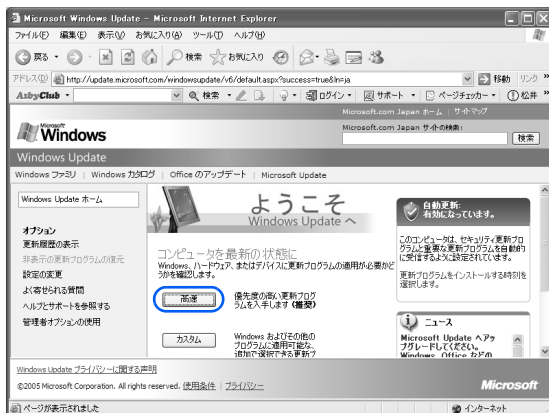 Microsoft Windows Update - Microsoft Internet Explorer
ファイル(F) 編集(E) 表示(V) お気に入り(A) ツール(T) ヘルプ(H)
戻る 検索 お気に入り
アドレス(D) http://update.microsoft.com/windowsupdate/v6/default.aspx?success=true&ln=ja 移動 リンク »
AzbyClub 検索 ログイン サポート ページチェッカー 松井 »
Microsoft.com Japan ホーム | サイトマップ
Microsoft Windows
Microsoft.com Japan サイトの検索:
検索
Windows Update
Windows ファミリ | Windows カタログ | Office のアップデート | Microsoft Update
Windows Update ホーム
オプション
更新履歴の表示
非表示の更新プログラムの復元
設定の変更
よく寄せられる質問
ヘルプとサポートを参照する
管理者オプションの使用
ようこそ
Windows Update へ
コンピュータを最新の状態に
Windows、ハードウェア、またはデバイスに更新プログラムの適用が必要かど
うかを確認します。
高速
優先度の高い更新プログ
ラムを入手します (推奨)
カスタム
Windows およびその他の
プログラムに適用可能な、
追加で選択できる更新プ
自動更新:
有効になっています。
このコンピュータは、セキュリティ更新プロ
グラムと重要な更新プログラムを自動的
に受信するように設定されています。
更新プログラムをインストールする時刻を
選択します。
ニュース
Microsoft Update へアッ
プグレードしてください。
Windows、Office などの
Windows Update プライバシーに関する声明
©2005 Microsoft Corporation. All rights reserved. 使用条件 | プライバシー
Microsoft
ページが表示されました
インターネット